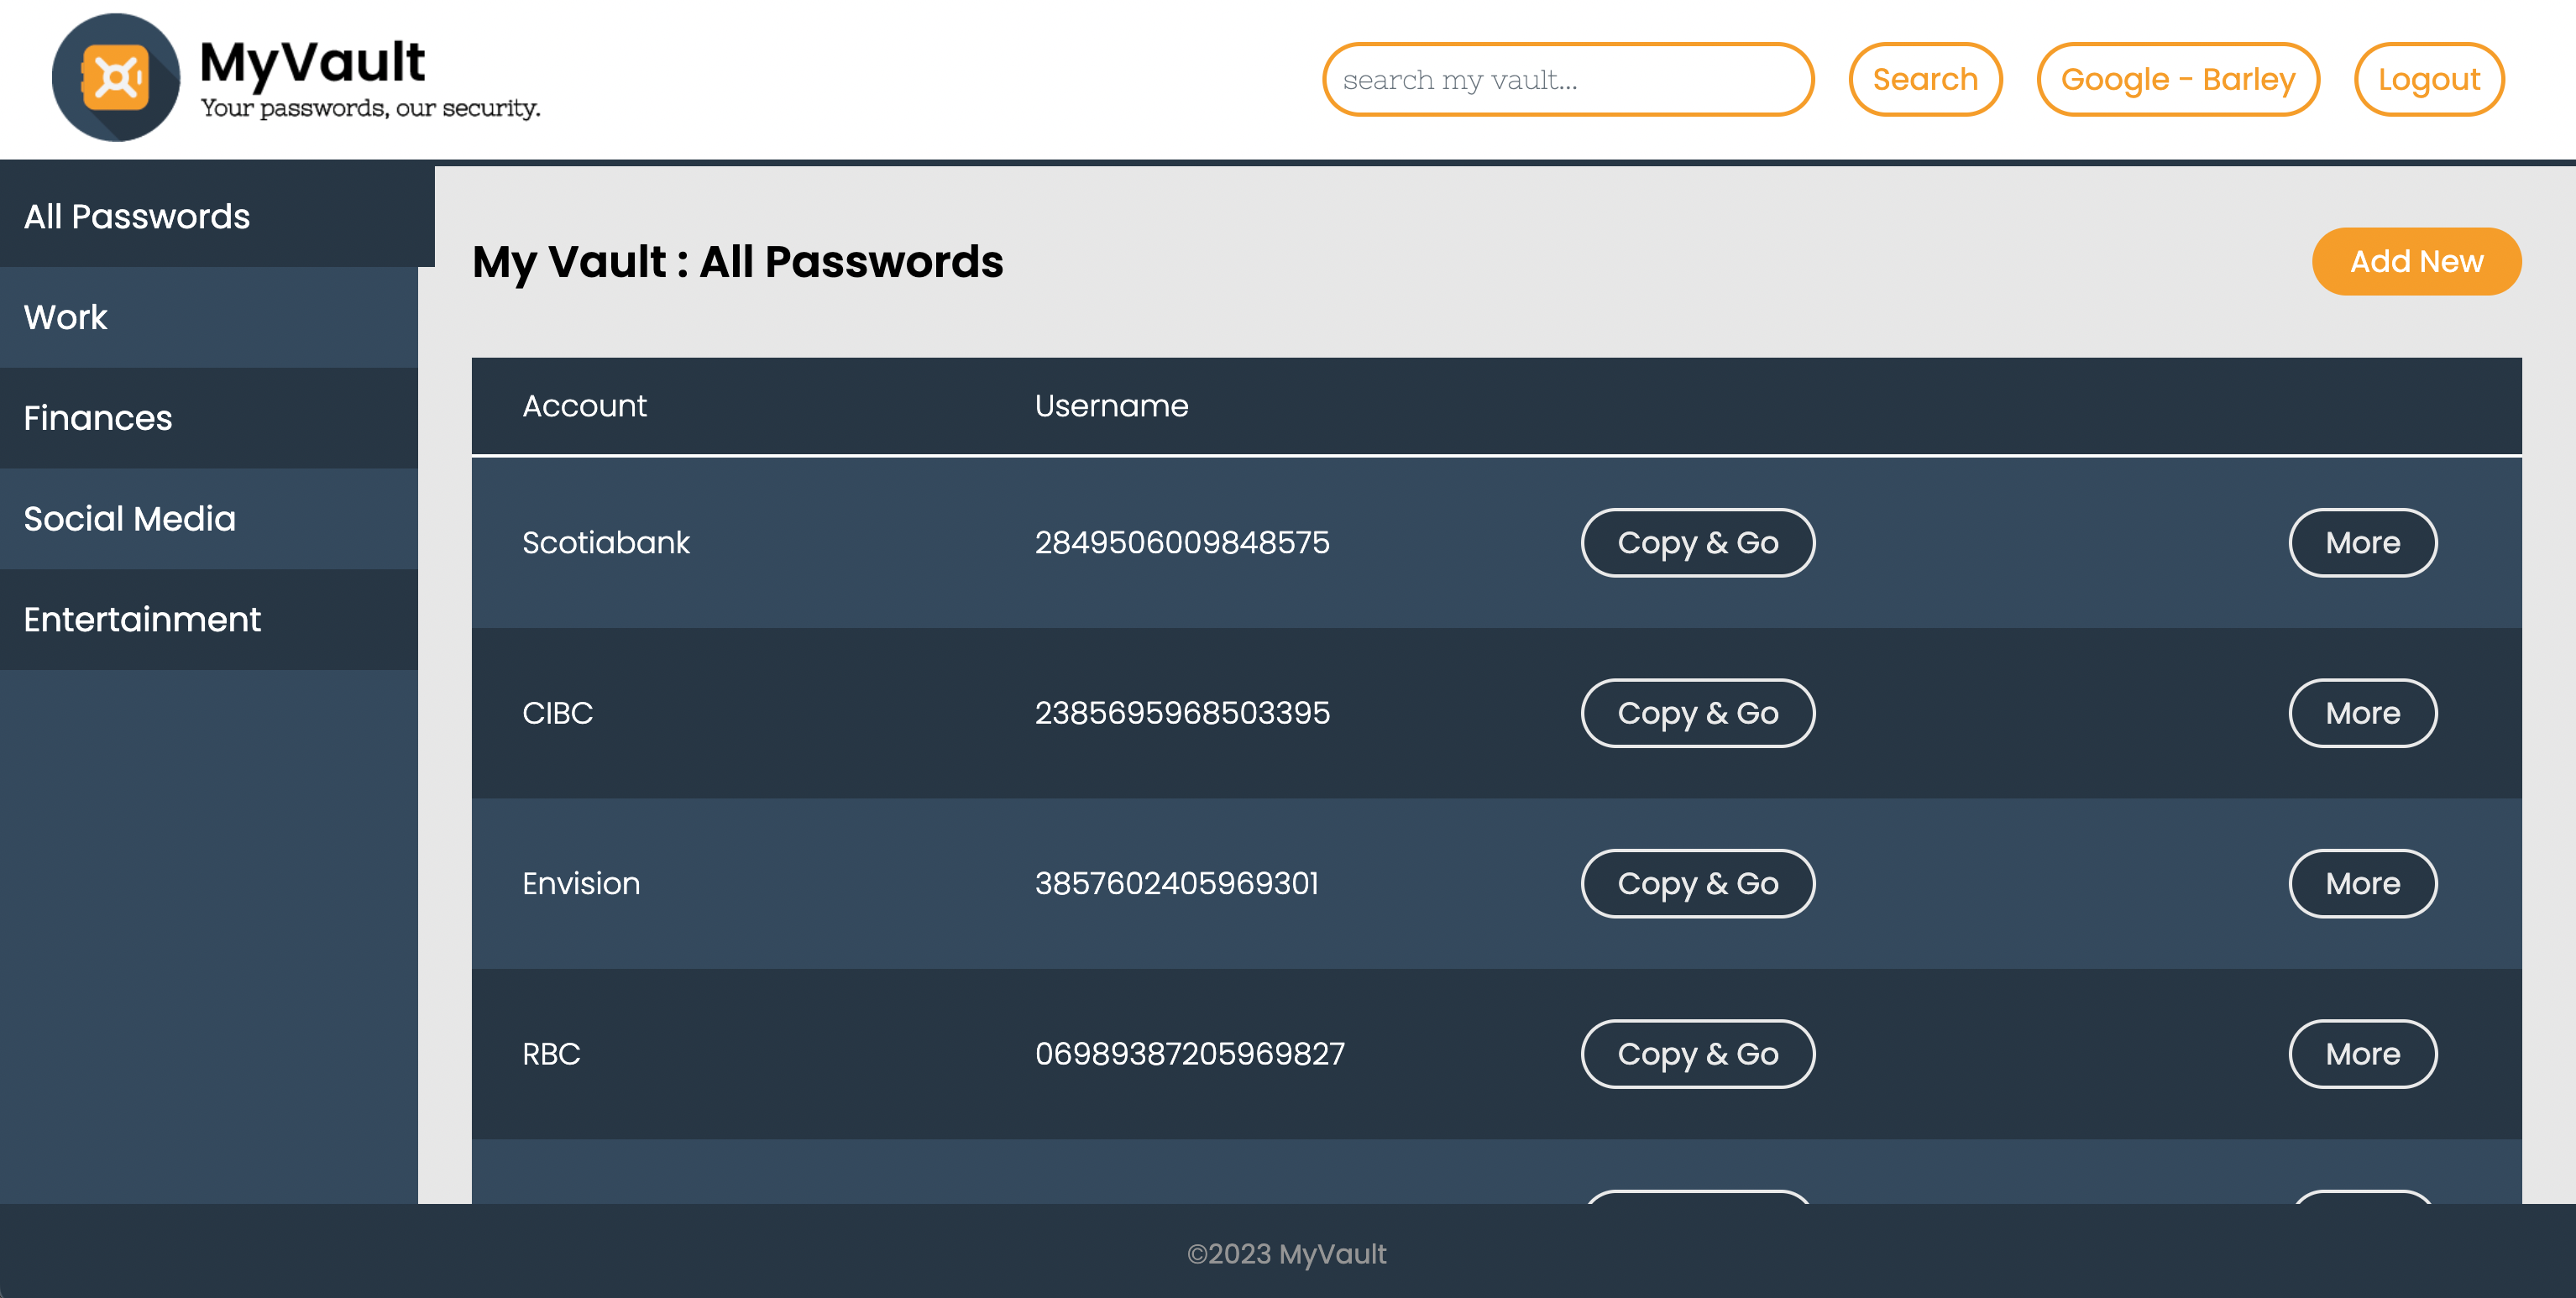 MyVault
Your passwords, our security.
search my vault...
Search
Google - Barley
Logout
All Passwords
Work
Finances
Social Media
Entertainment
My Vault : All Passwords
Add New
Account Username
Scotiabank 2849506009848575 Copy & Go More
CIBC 2385695968503395 Copy & Go More
Envision 3857602405969301 Copy & Go More
RBC 06989387205969827 Copy & Go More
©2023 MyVault